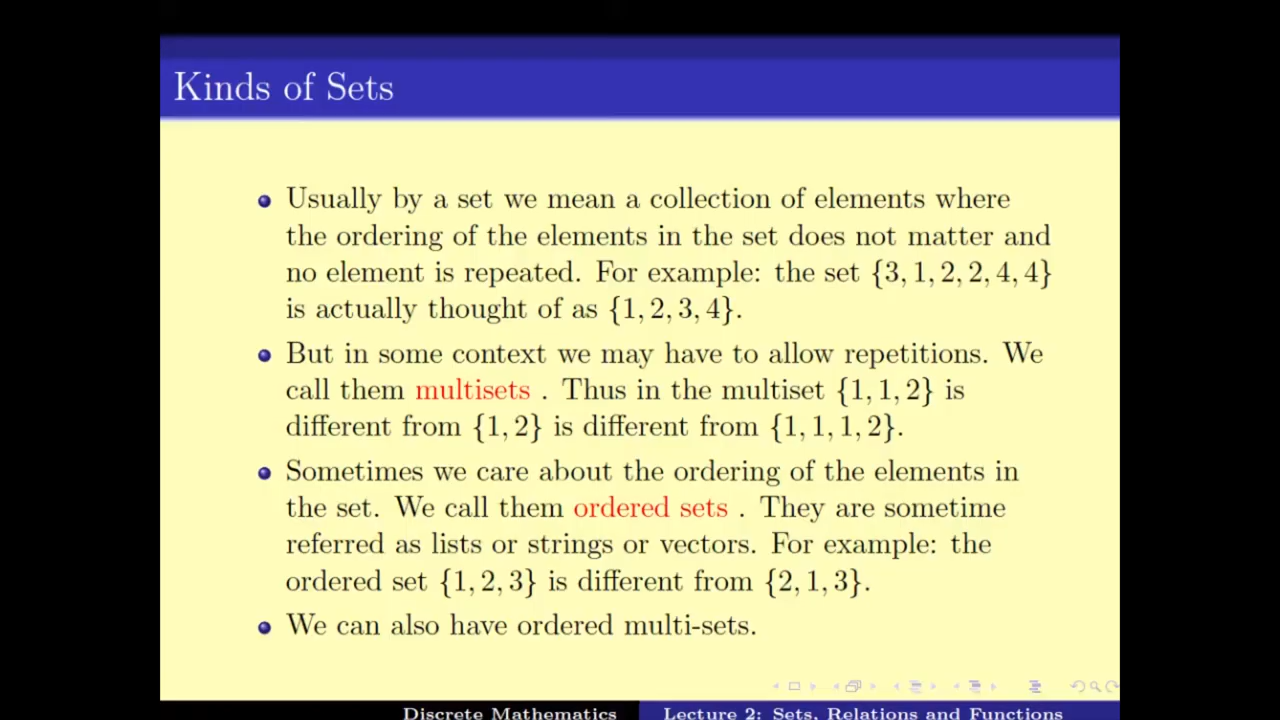 Kinds of Sets
Usually by a set we mean a collection of elements where
the ordering of the elements in the set does not matter and
no element is repeated. For example: the set {3, 1, 2, 2, 4, 4}
is actually thought of as {1, 2, 3, 4}.
But in some context we may have to allow repetitions. We
call them multisets . Thus in the multiset {1, 1, 2} is
different from {1, 2} is different from {1, 1, 1, 2}.
Sometimes we care about the ordering of the elements in
the set. We call them ordered sets . They are sometime
referred as lists or strings or vectors. For example: the
ordered set {1, 2, 3} is different from {2, 1, 3}.
We can also have ordered multi-sets.
Discrete Mathematics Lecture 2: Sets, Relations and Functions